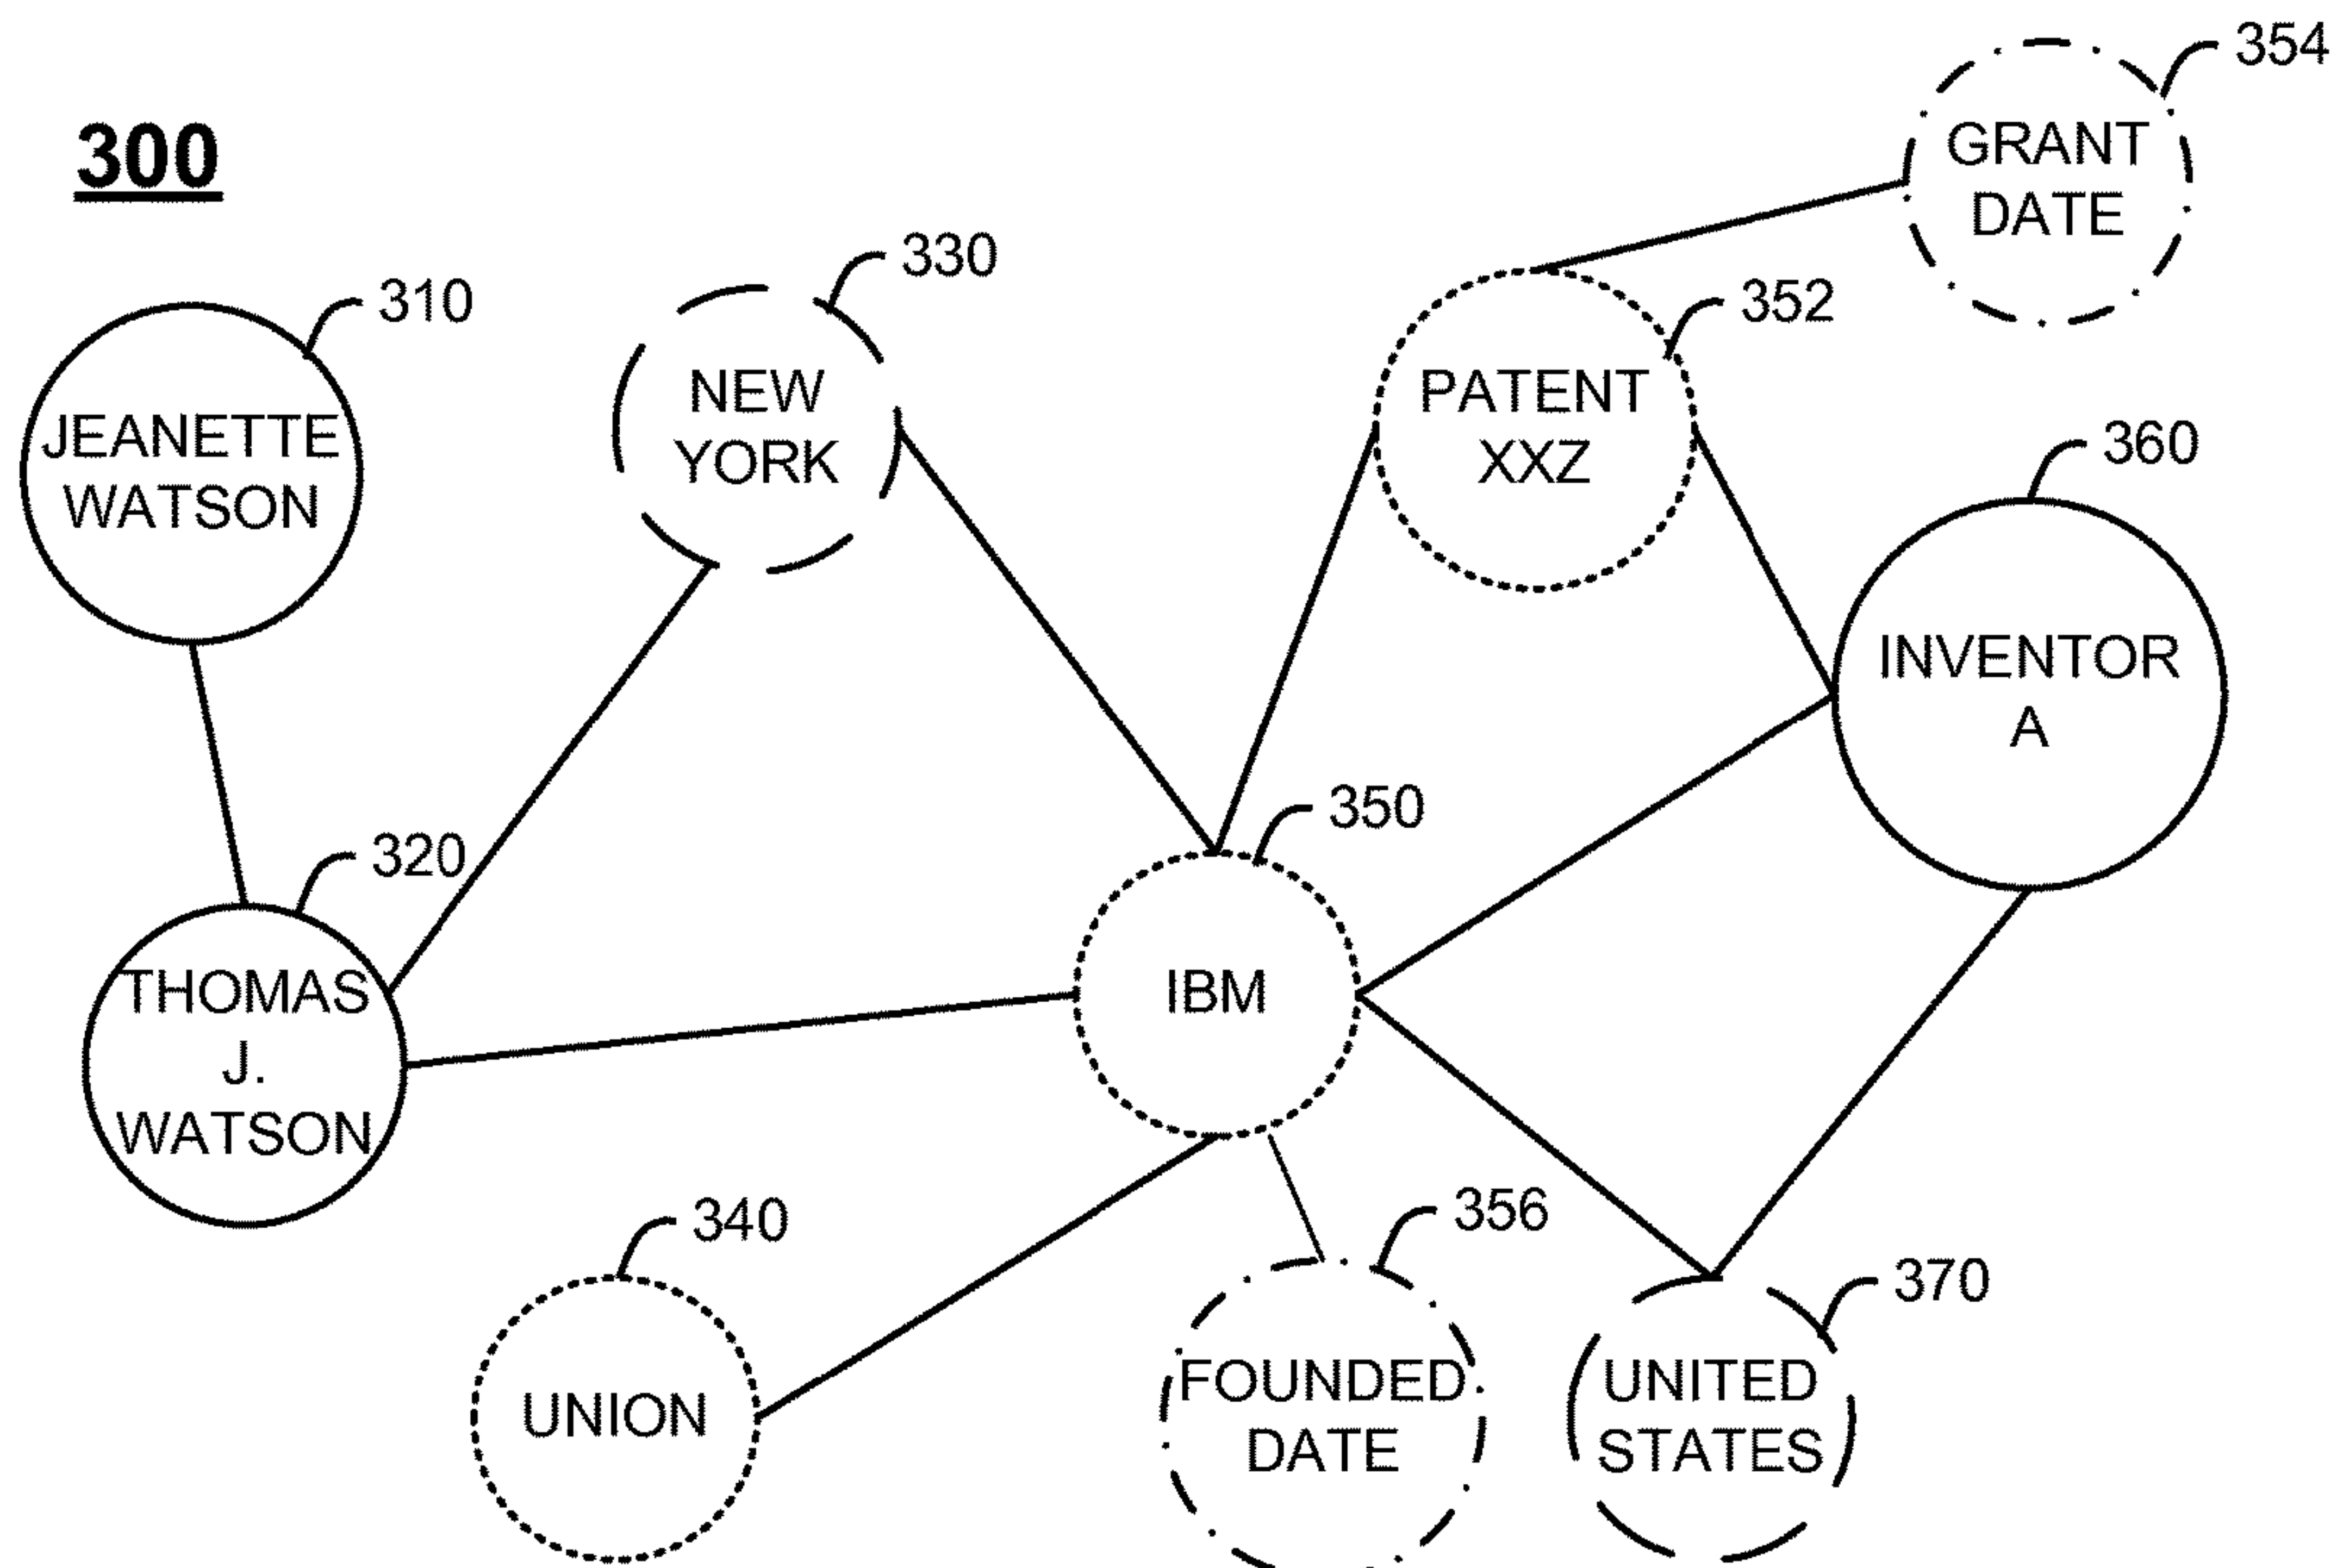 300
354
GRANT
DATE
330
310
352
NEW
YORK
PATENT
XXZ
JEANETTE
WATSON
360
INVENTOR
A
350
320
IBM
THOMAS
J.
WATSON
340
356
370
UNION
FOUNDED
DATE
UNITED
STATES